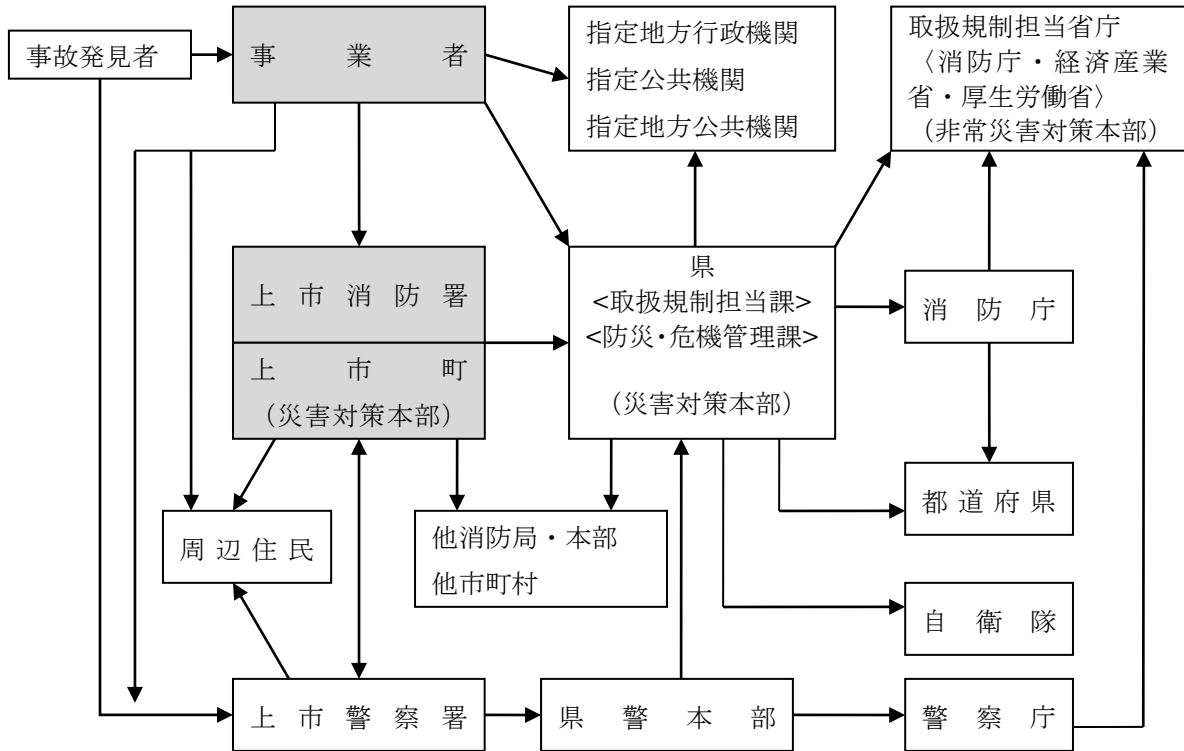 事故発見者
事業者
指定地方行政機関
指定公共機関
指定地方公共機関
取扱規制担当省庁
〈消防庁・経済産業
省・厚生労働省〉
（非常災害対策本部）
上市消防署
上市町
（災害対策本部）
県
<取扱規制担当課>
<防災・危機管理課>
（災害対策本部）
消防庁
都道府県
周辺住民
他消防局・本部
他市町村
自衛隊
上市警察署
県警本部
警察庁